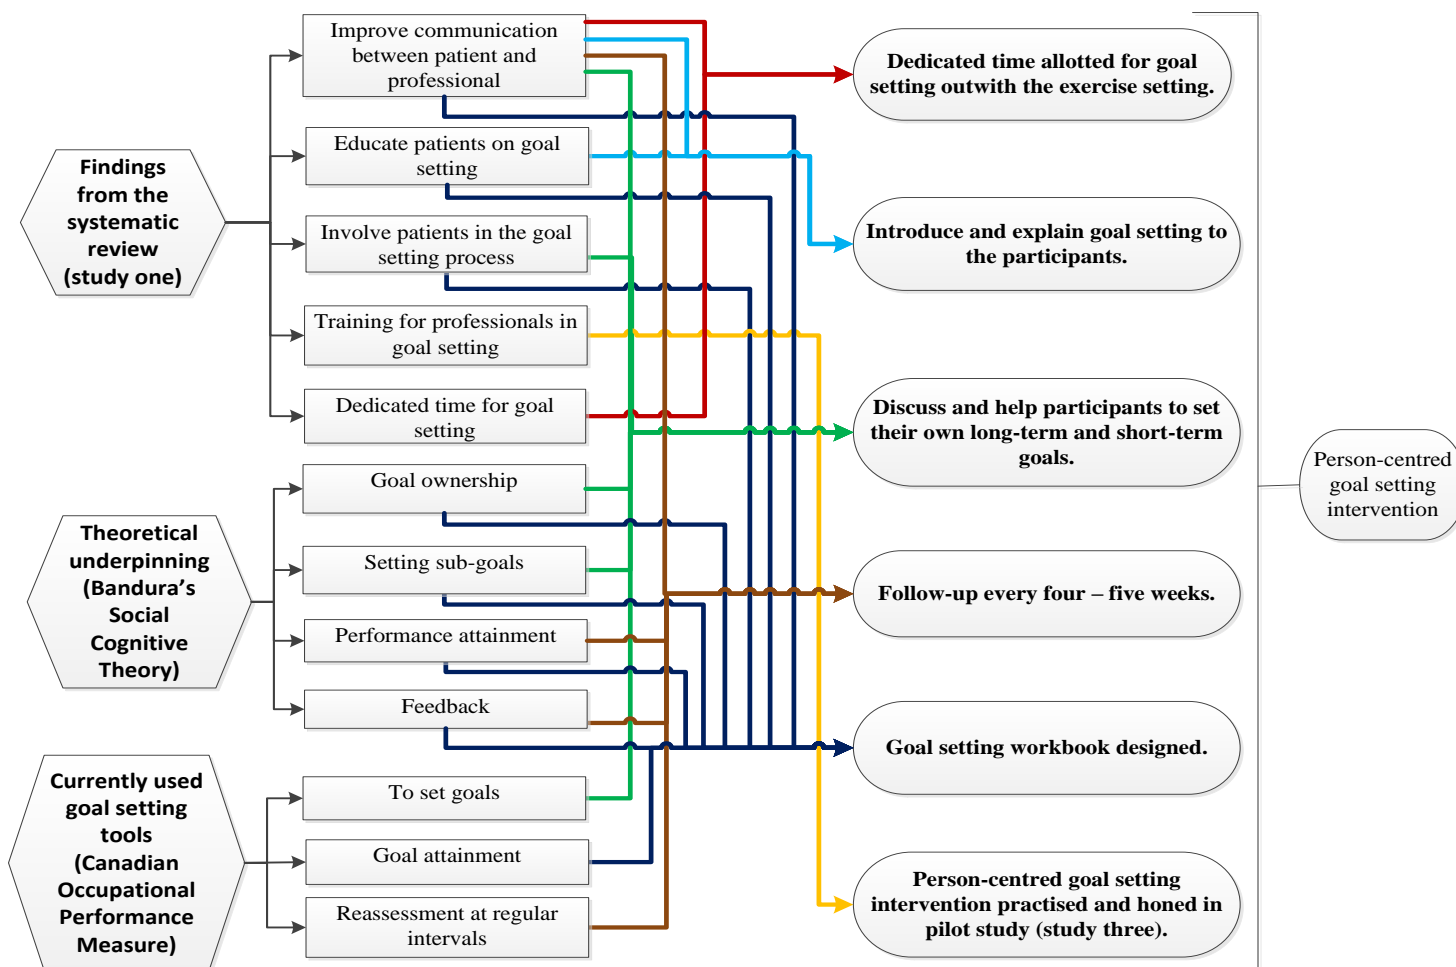 Findings
from the
systematic
review
(study one)
Improve communication
between patient and
professional
Educate patients on goal
setting
Involve patients in the goal
setting process
Training for professionals in
goal setting
Dedicated time for goal
setting
Theoretical
underpinning
(Bandura’s
Social
Cognitive
Theory)
Goal ownership
Setting sub-goals
Performance attainment
Feedback
Currently used
goal setting
tools
(Canadian
Occupational
Performance
Measure)
To set goals
Goal attainment
Reassessment at regular
intervals
Dedicated time allotted for goal
setting outwith the exercise setting.
Introduce and explain goal setting to
the participants.
Discuss and help participants to set
their own long-term and short-term
goals.
Follow-up every four – five weeks.
Goal setting workbook designed.
Person-centred goal setting
intervention practised and honed in
pilot study (study three).
Person-centred
goal setting
intervention